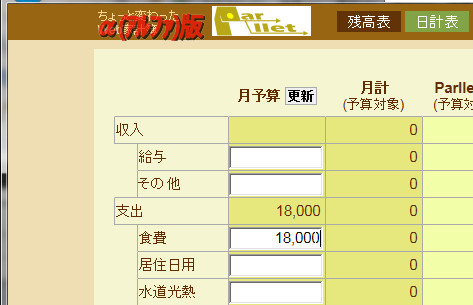 ちょーと変わった
α(アルファ)版
Parllet
残高表 日計表
月予算 更新 月計 Parlle
(予算対象) (予算対
収入 0
給与 0
その他 0
支出 18,000 0
食費 18,000 0
居住日用 0
水道光熱 0